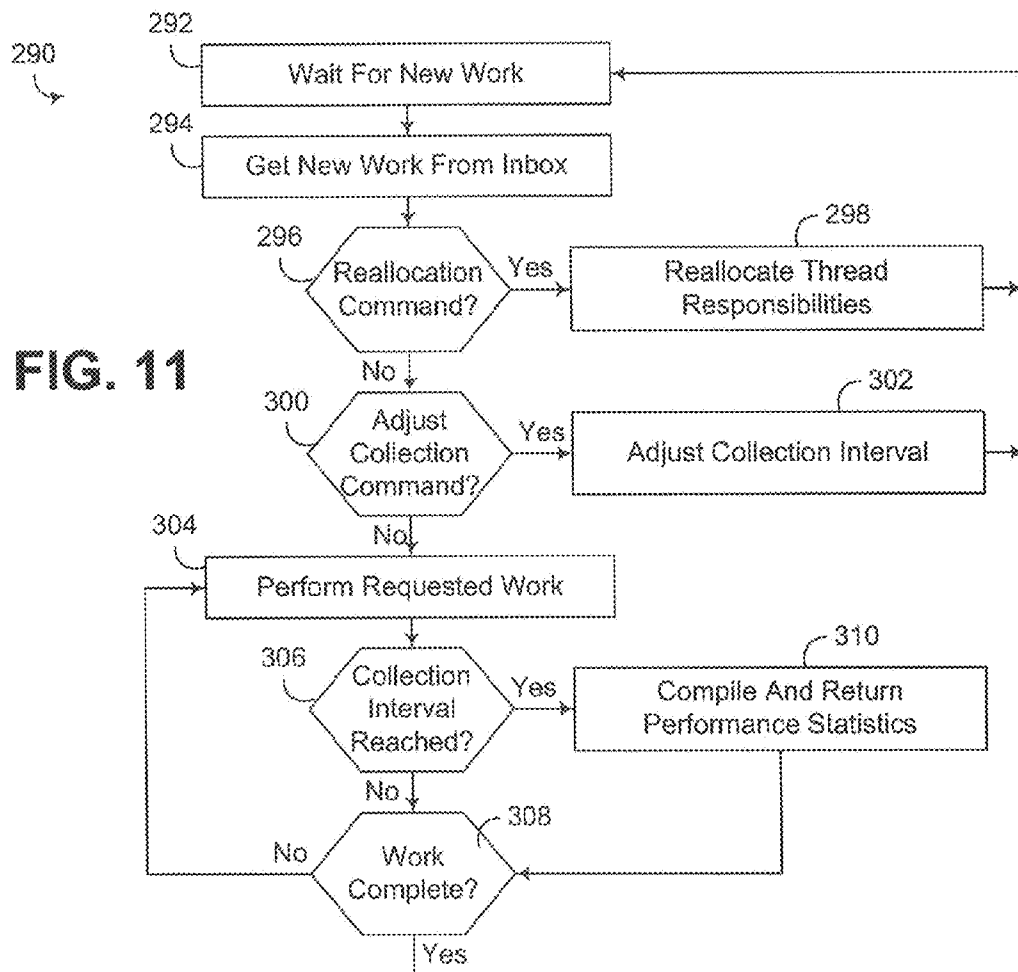 292
290
Wait For New Work
294
Get New Work From Inbox
296
Reallocation
Command?
Yes
298
Reallocate Thread
Responsibilities
FIG. 11
No
300
Adjust
Collection
Command?
Yes
302
Adjust Collection Interval
No
304
Perform Requested Work
306
Collection
Interval
Reached?
Yes
310
Compile And Return
Performance Statistics
No
308
Work
Complete?
No
Yes